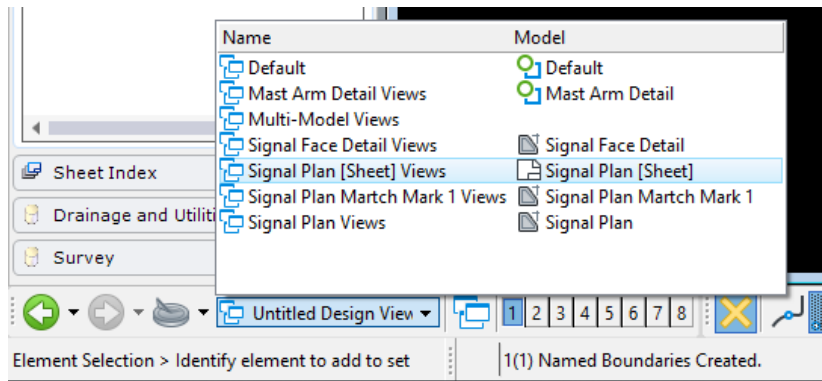 Name Model
Default Default
Mast Arm Detail Views Mast Arm Detail
Multi-Model Views
Signal Face Detail Views Signal Face Detail
Signal Plan [Sheet] Views Signal Plan [Sheet]
Signal Plan Martch Mark 1 Views Signal Plan Martch Mark 1
Signal Plan Views Signal Plan
Sheet Index
Drainage and Utiliti
Survey
Untitled Design View 1 2 3 4 5 6 7 8
Element Selection > Identify element to add to set 1(1) Named Boundaries Created.